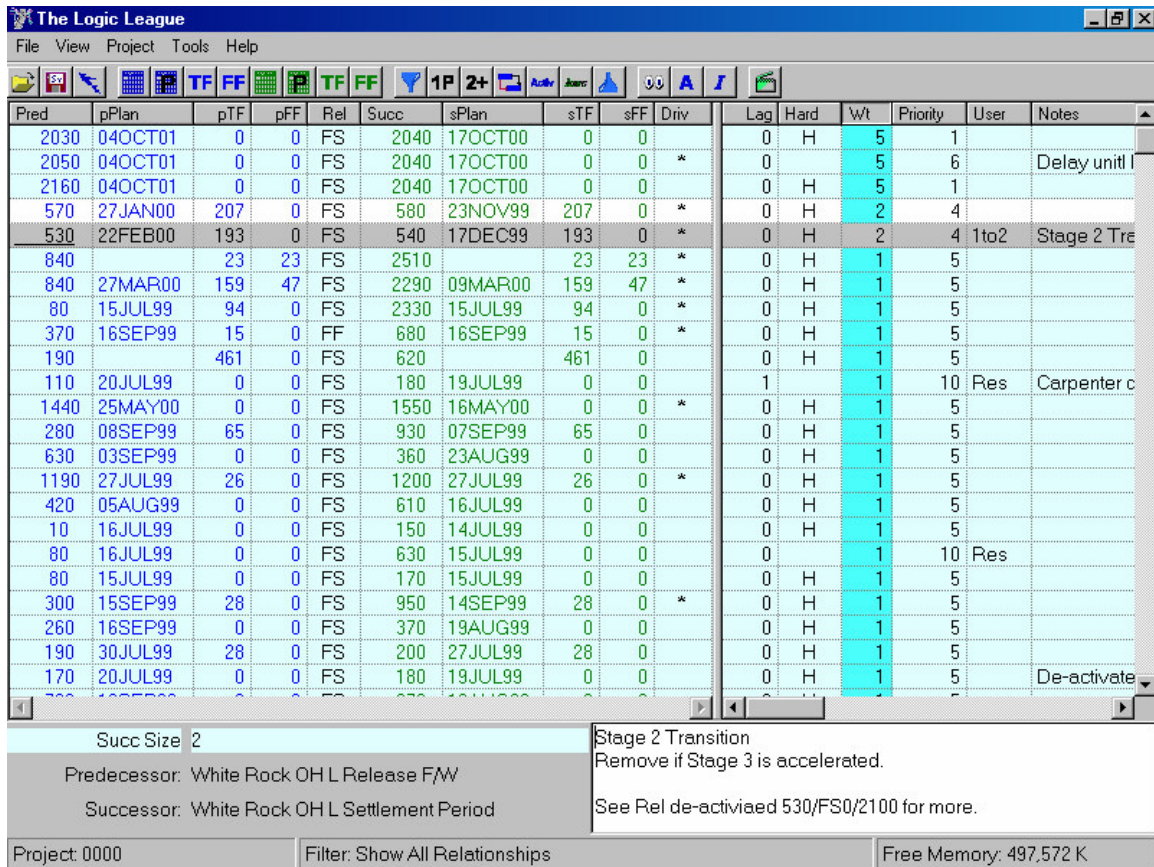 The Logic League
File View Project Tools Help
TF FF TF FF 1P 2+ Activ A I
Pred pPlan pTF pFF Rel Succ sPlan sTF sFF Driv Lag Hard Wt Priority User Notes
2030 04OCT01 0 0 FS 2040 17OCT00 0 0 0 H 5 1
2050 04OCT01 0 0 FS 2040 17OCT00 0 0 * 0 5 6 Delay unitl
2160 04OCT01 0 0 FS 2040 17OCT00 0 0 0 H 5 1
570 27JAN00 207 0 FS 580 23NOV99 207 0 * 0 H 2 4
530 22FEB00 193 0 FS 540 17DEC99 193 0 * 0 H 2 4 1to2 Stage 2 Tra
840 23 23 FS 2510 23 23 * 0 H 1 5
840 27MAR00 159 47 FS 2290 09MAR00 159 47 * 0 H 1 5
80 15JUL99 94 0 FS 2330 15JUL99 94 0 * 0 H 1 5
370 16SEP99 15 0 FF 680 16SEP99 15 0 * 0 H 1 5
190 461 0 FS 620 461 0 0 H 1 5
110 20JUL99 0 0 FS 180 19JUL99 0 0 1 1 10 Res Carpenter c
1440 25MAY00 0 0 FS 1550 16MAY00 0 0 * 0 H 1 5
280 08SEP99 65 0 FS 930 07SEP99 65 0 0 H 1 5
630 03SEP99 0 0 FS 360 23AUG99 0 0 0 H 1 5
1190 27JUL99 26 0 FS 1200 27JUL99 26 0 * 0 H 1 5
420 05AUG99 0 0 FS 610 16JUL99 0 0 0 H 1 5
10 16JUL99 0 0 FS 150 14JUL99 0 0 0 H 1 5
80 16JUL99 0 0 FS 630 15JUL99 0 0 0 1 10 Res
80 15JUL99 0 0 FS 170 15JUL99 0 0 0 H 1 5
300 15SEP99 28 0 FS 950 14SEP99 28 0 * 0 H 1 5
260 16SEP99 0 0 FS 370 19AUG99 0 0 0 H 1 5
190 30JUL99 28 0 FS 200 27JUL99 28 0 0 H 1 5
170 20JUL99 0 0 FS 180 19JUL99 0 0 0 H 1 5 De-activate
Succ Size 2
Predecessor: White Rock OH L Release F/W
Successor: White Rock OH L Settlement Period
Stage 2 Transition
Remove if Stage 3 is accelerated.
See Rel de-activiaed 530/FS0/2100 for more.
Project: 0000 Filter: Show All Relationships Free Memory: 497,572 K